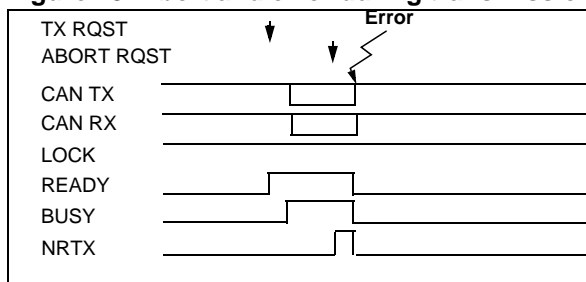 TX RQST
Error
ABORT RQST
CAN TX
CAN RX
LOCK
READY
BUSY
NRTX